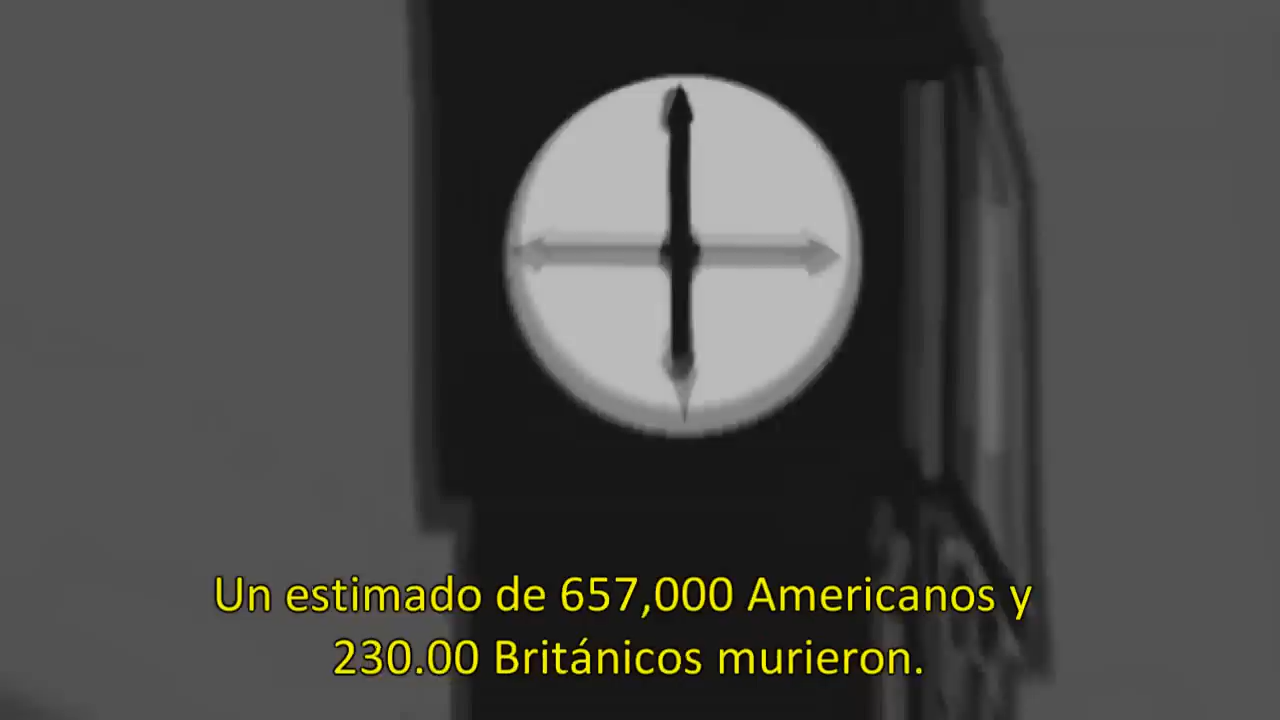 Un estimado de 657,000 Americanos y
230.00 Británicos murieron.